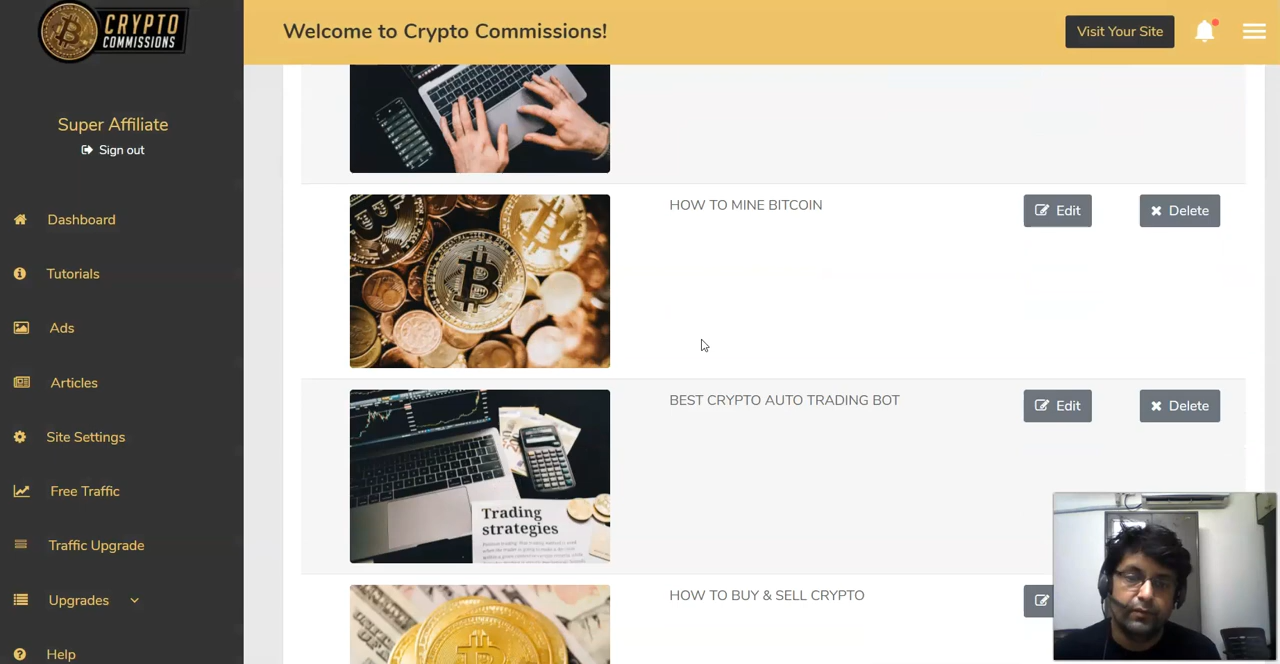 CRYPTO
COMMISSIONS
Welcome to Crypto Commissions!
Visit Your Site
Super Affiliate
Sign out
Dashboard
Tutorials
Ads
Articles
Site Settings
Free Traffic
Traffic Upgrade
Upgrades
Help
HOW TO MINE BITCOIN
Edit
Delete
BEST CRYPTO AUTO TRADING BOT
Edit
Delete
Trading
strategies
HOW TO BUY & SELL CRYPTO